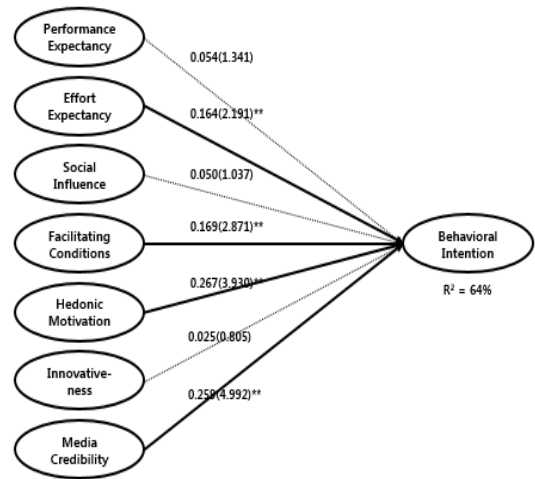 Performance
Expectancy
0.054(1.341)
Effort
Expectancy
0.164(2.191)**
Social
Influence
0.050(1.037)
Facilitating
Conditions
0.169(2.871)**
Behavioral
Intention
Hedonic
Motivation
0.267(3.930)**
R² = 64%
Innovative-
ness
0.025(0.805)
0.259(4.992)**
Media
Credibility